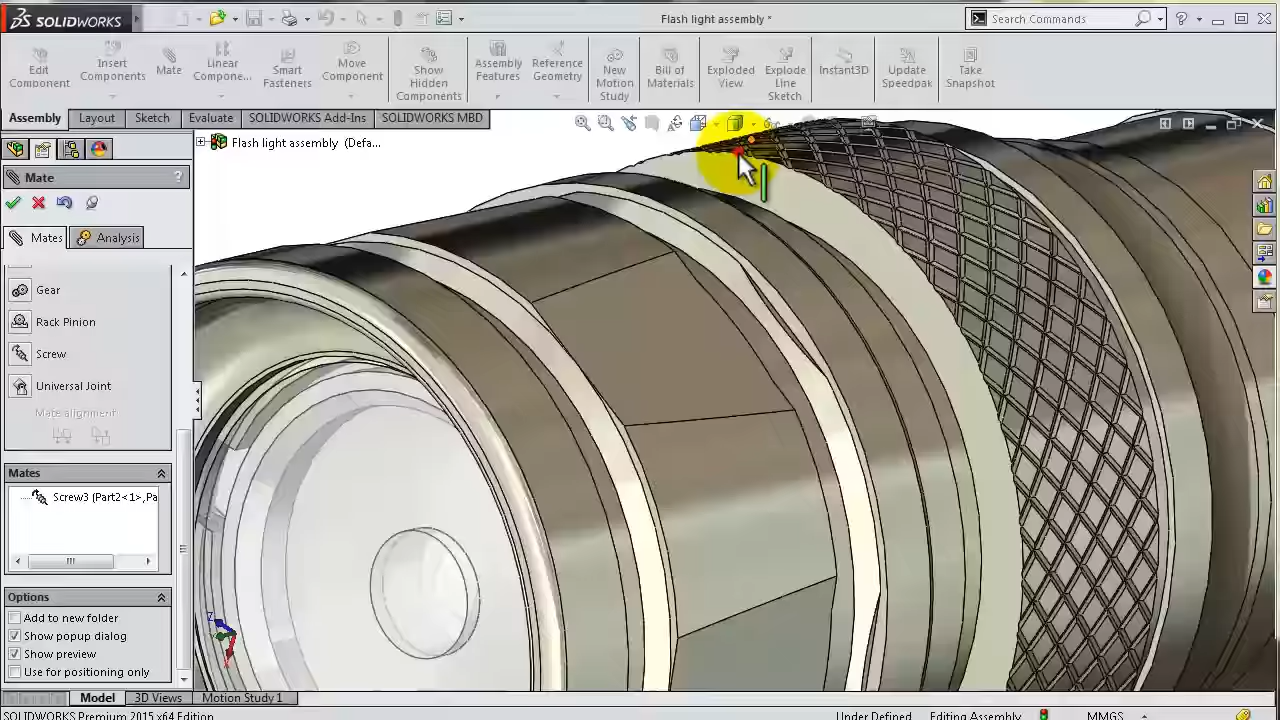 SOLIDWORKS
Flash light assembly *
Search Commands
?
Edit Component
Insert Components
Mate
Linear Compone...
Smart Fasteners
Move Component
Show Hidden Components
Assembly Features
Reference Geometry
New Motion Study
Bill of Materials
Exploded View
Explode Line Sketch
Instant3D
Update Speedpak
Take Snapshot
Assembly
Layout
Sketch
Evaluate
SOLIDWORKS Add-Ins
SOLIDWORKS MBD
Flash light assembly (Defa...
Mate
?
Mates
Analysis
Gear
Rack Pinion
Screw
Universal Joint
Mate alignment:
Mates
Screw3 (Part2<1>,Pa
Options
Add to new folder
Show popup dialog
Show preview
Use for positioning only
Z
Y
Model
3D Views
Motion Study 1
SOLIDWORKS Premium 2015 x64 Edition
Under Defined
Editing Assembly
MMGS